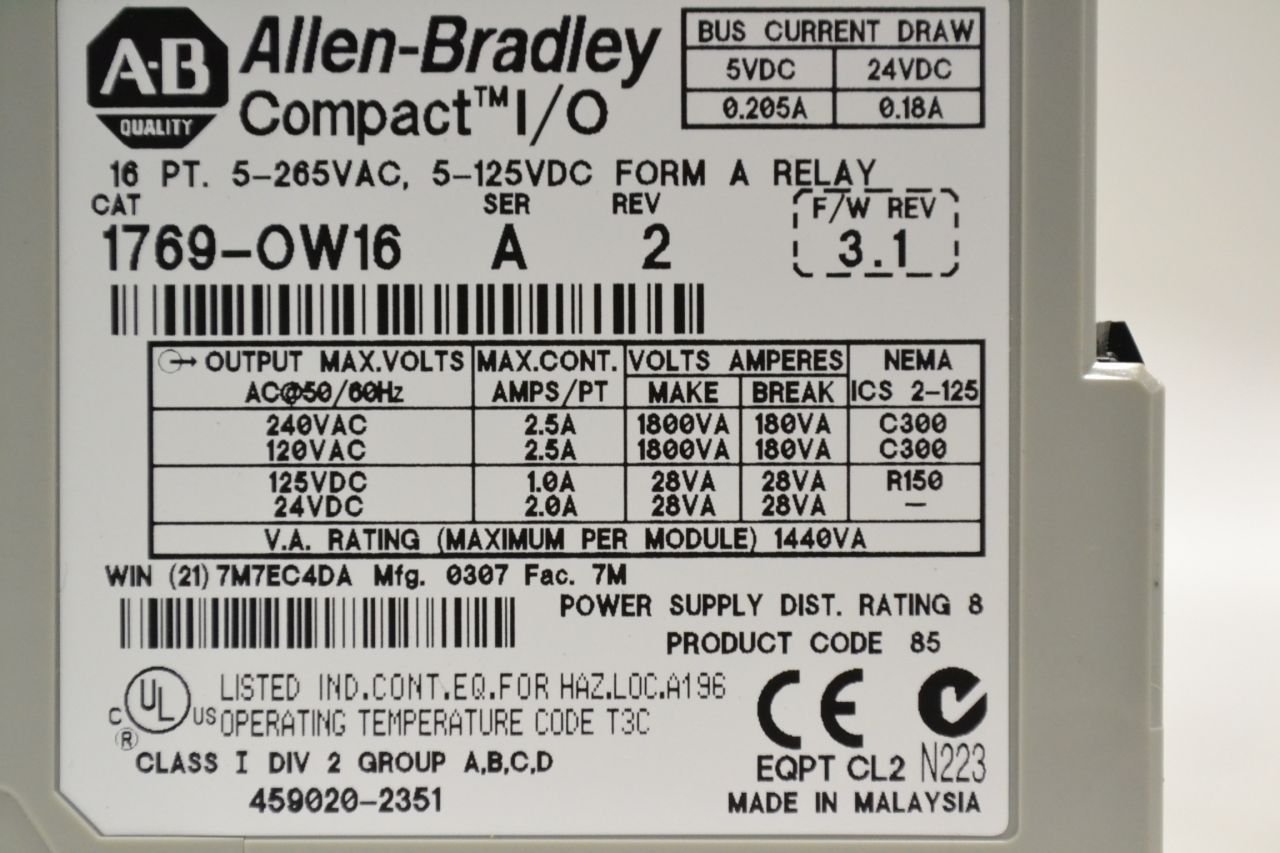 A-B
QUALITY
Allen-Bradley
Compact™ I/O
BUS CURRENT DRAW
5VDC 24VDC
0.205A 0.18A
16 PT. 5-265VAC, 5-125VDC FORM A RELAY
CAT SER REV F/W REV
1769-OW16 A 2 3.1
OUTPUT MAX.VOLTS MAX.CONT. VOLTS AMPERES NEMA
AC@50/60Hz AMPS/PT MAKE BREAK ICS 2-125
240VAC 2.5A 1800VA 180VA C300
120VAC 2.5A 1800VA 180VA C300
125VDC 1.0A 28VA 28VA R150
24VDC 2.0A 28VA 28VA —
V.A. RATING (MAXIMUM PER MODULE) 1440VA
WIN (21) 7M7EC4DA Mfg. 0307 Fac. 7M
POWER SUPPLY DIST. RATING 8
PRODUCT CODE 85
C UL US ®
LISTED IND.CONT.EQ.FOR HAZ.LOC.A196
OPERATING TEMPERATURE CODE T3C
CLASS I DIV 2 GROUP A,B,C,D
459020-2351
CE
EQPT CL2 N223
MADE IN MALAYSIA